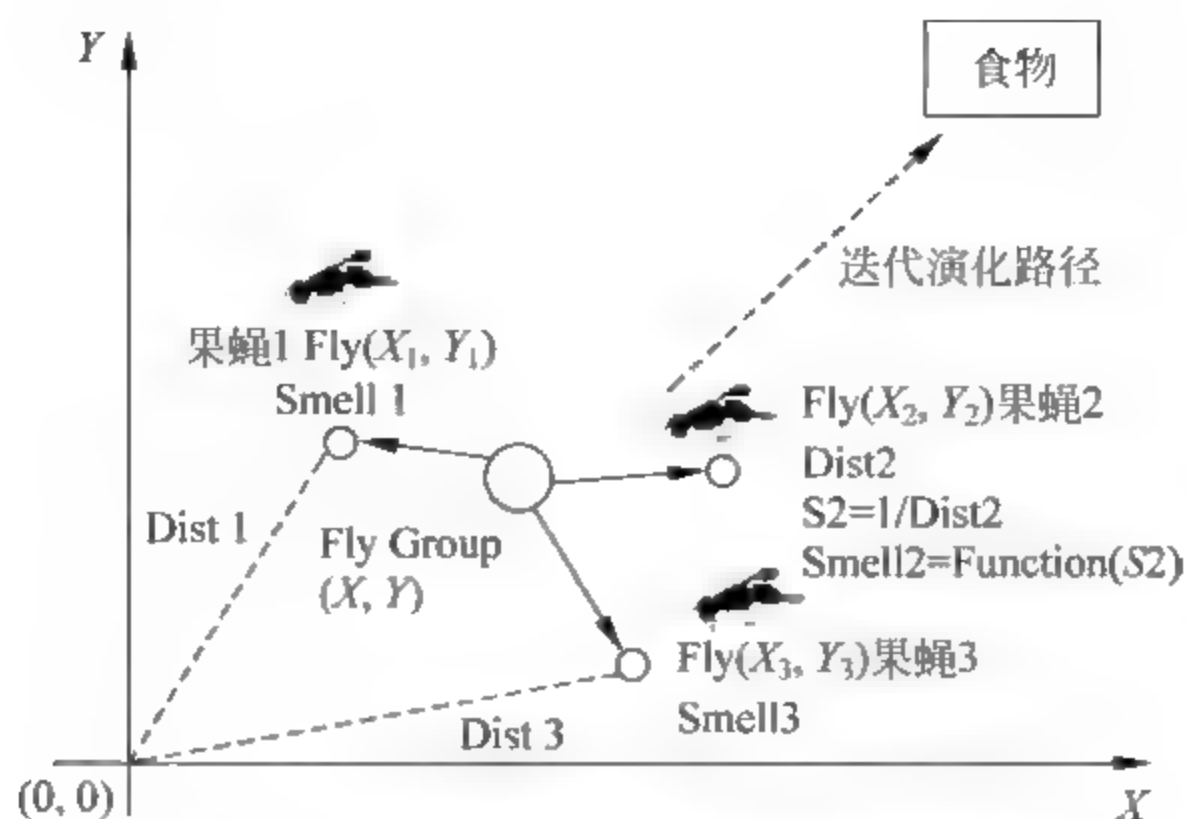 Y
食物
迭代演化路径
果蝇1 Fly(X₁, Y₁)
Smell 1
Fly(X₂, Y₂)果蝇2
Dist2
S2=1/Dist2
Smell2=Function(S2)
Dist 1
Fly Group
(X, Y)
Fly(X₃, Y₃)果蝇3
Smell3
Dist 3
(0, 0)
X